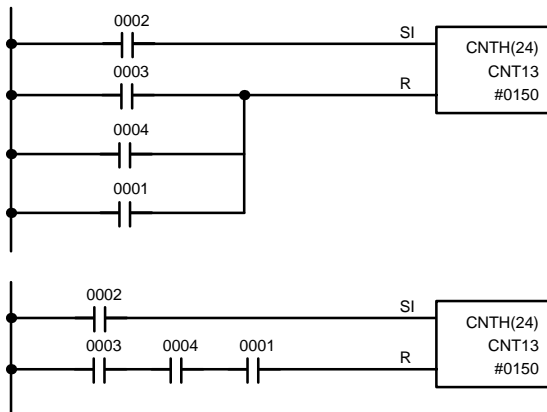 0002
SI
CNTH(24)
0003
CNT13
R
#0150
0004
0001
0002
SI
CNTH(24)
0003 0004 0001
CNT13
R
#0150